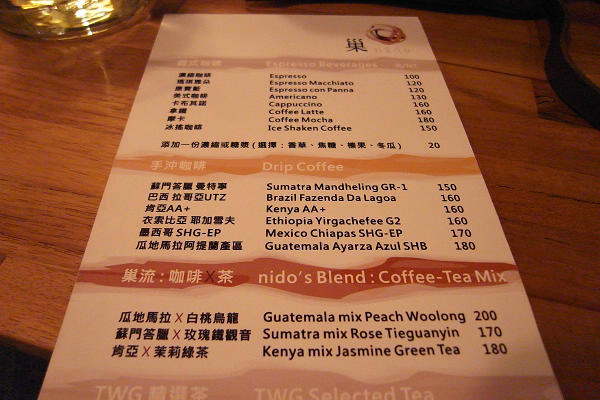 巢 nido
義式咖啡 Espresso Beverages
濃縮咖啡 Espresso 100
瑪琪雅朵 Espresso Macchiato 120
康寶藍 Espresso con Panna 120
美式咖啡 Americano 130
卡布其諾 Cappuccino 160
拿鐵 Coffee Latte 160
摩卡 Coffee Mocha 180
冰搖咖啡 Ice Shaken Coffee 150
添加一份濃縮或糖漿 (選擇：香草、焦糖、榛果、冬瓜) 20
手沖咖啡 Drip Coffee
蘇門答臘 曼特寧 Sumatra Mandheling GR-1 150
巴西 拉哥亞UTZ Brazil Fazenda Da Lagoa 160
肯亞AA+ Kenya AA+ 160
衣索比亞 耶加雪夫 Ethiopia Yirgachefee G2 160
墨西哥 SHG-EP Mexico Chiapas SHG-EP 170
瓜地馬拉阿提蘭產區 Guatemala Ayarza Azul SHB 180
巢流：咖啡X茶 nido's Blend : Coffee-Tea Mix
瓜地馬拉 X 白桃烏龍 Guatemala mix Peach Woolong 200
蘇門答臘 X 玫瑰鐵觀音 Sumatra mix Rose Tieguanyin 170
肯亞 X 茉莉綠茶 Kenya mix Jasmine Green Tea 180
TWG 精選茶 TWG Selected Tea